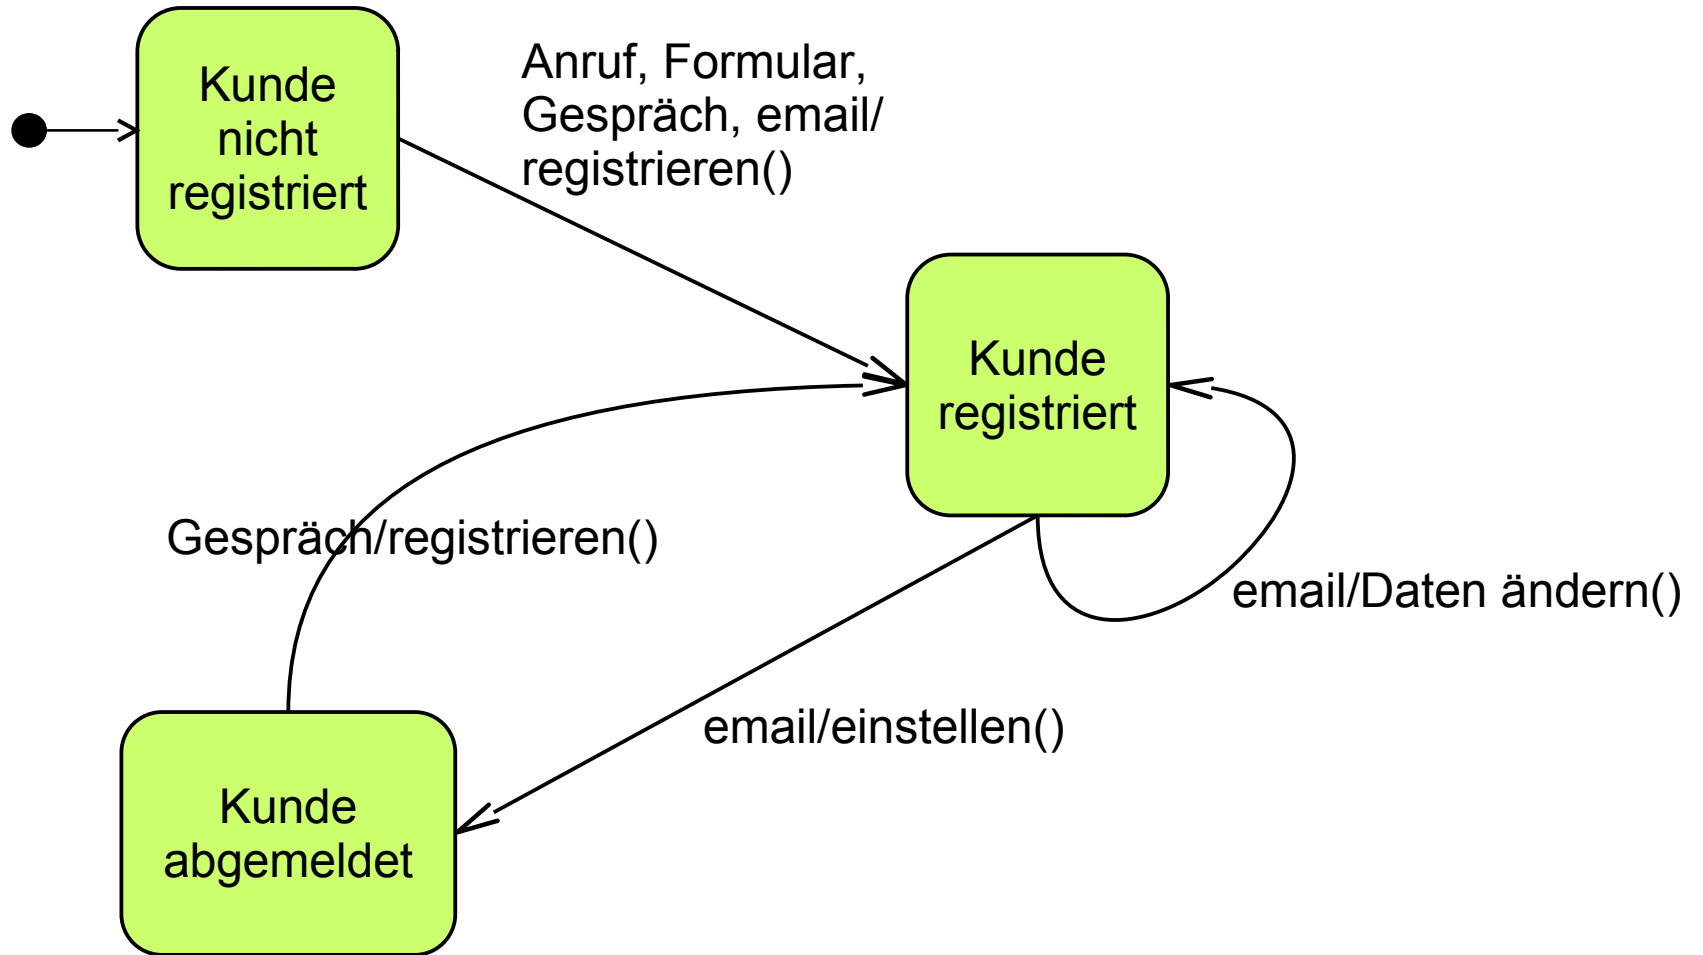 Kunde
nicht
registriert
Anruf, Formular,
Gespräch, email/
registrieren()
Kunde
registriert
Gespräch/registrieren()
email/Daten ändern()
email/einstellen()
Kunde
abgemeldet